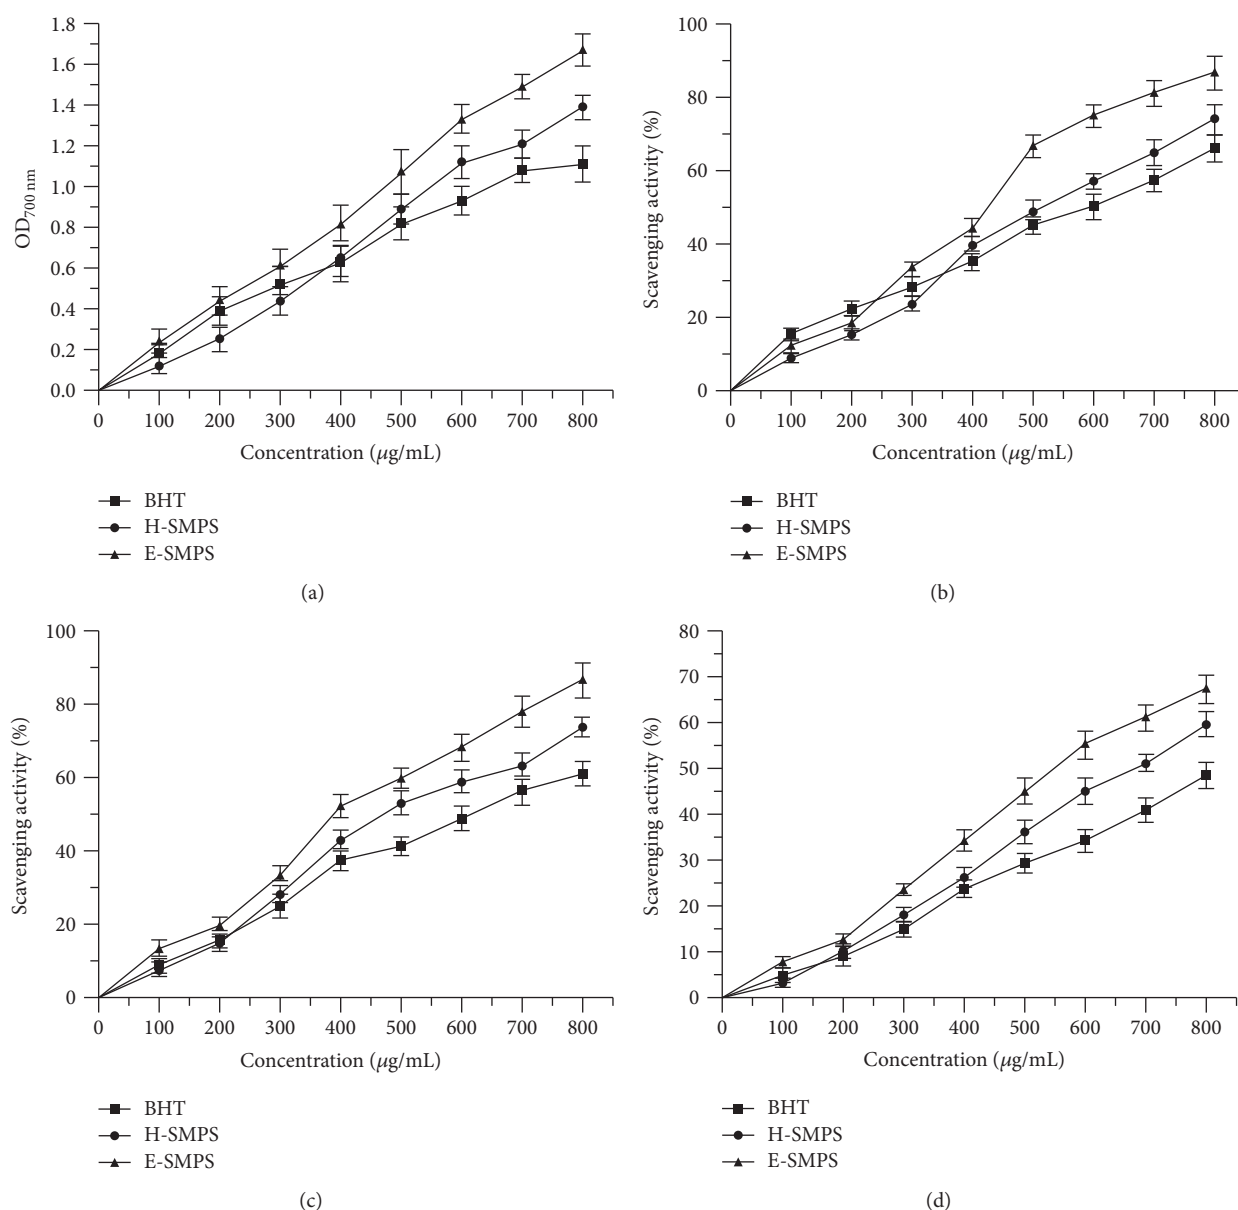 1.8
1.6
1.4
1.2
1.0
0.8
0.6
0.4
0.2
0.0
OD700 nm
0 100 200 300 400 500 600 700 800
Concentration (μg/mL)
BHT
H-SMPS
E-SMPS
(a)
100
80
60
40
20
0
Scavenging activity (%)
0 100 200 300 400 500 600 700 800
Concentration (μg/mL)
BHT
H-SMPS
E-SMPS
(b)
100
80
60
40
20
0
Scavenging activity (%)
0 100 200 300 400 500 600 700 800
Concentration (μg/mL)
BHT
H-SMPS
E-SMPS
(c)
80
70
60
50
40
30
20
10
0
Scavenging activity (%)
0 100 200 300 400 500 600 700 800
Concentration (μg/mL)
BHT
H-SMPS
E-SMPS
(d)